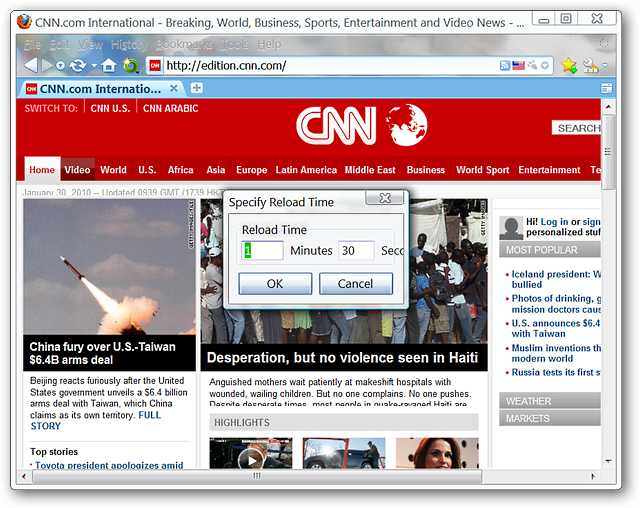 CNN.com International - Breaking, World, Business, Sports, Entertainment and Video News - ...
File Edit View History Bookmarks Tools Help
http://edition.cnn.com/
CNN CNN.com Internatio...
SWITCH TO: CNN U.S. CNN ARABIC
CNN
SEARCH
Home Video World U.S. Africa Asia Europe Latin America Middle East Business World Sport Entertainment Te
January 30, 2010 -- Updated 0939 GMT (1739 HK
Specify Reload Time
Reload Time
1 Minutes 30 Sec
OK Cancel
GETTY IMAGES
China fury over U.S.-Taiwan
$6.4B arms deal
Beijing reacts furiously after the United
States government unveils a $6.4 billion
arms deal with Taiwan, which China
claims as its own territory. FULL
STORY
Top stories
Toyota president apologizes amid
Desperation, but no violence seen in Haiti
Anguished mothers wait patiently at makeshift hospitals with
wounded, wailing children. But no one complains. No one pushes.
Despite desperate times, most people in quake-ravaged Haiti are
HIGHLIGHTS
Hi! Log in or sign
personalized stuf
MOST POPULAR
Iceland president: W
bullied
Photos of drinking, g
mission doctors caus
U.S. announces $6.4
with Taiwan
Muslim inventions th
modern world
Russia tests its first s
WEATHER
MARKETS